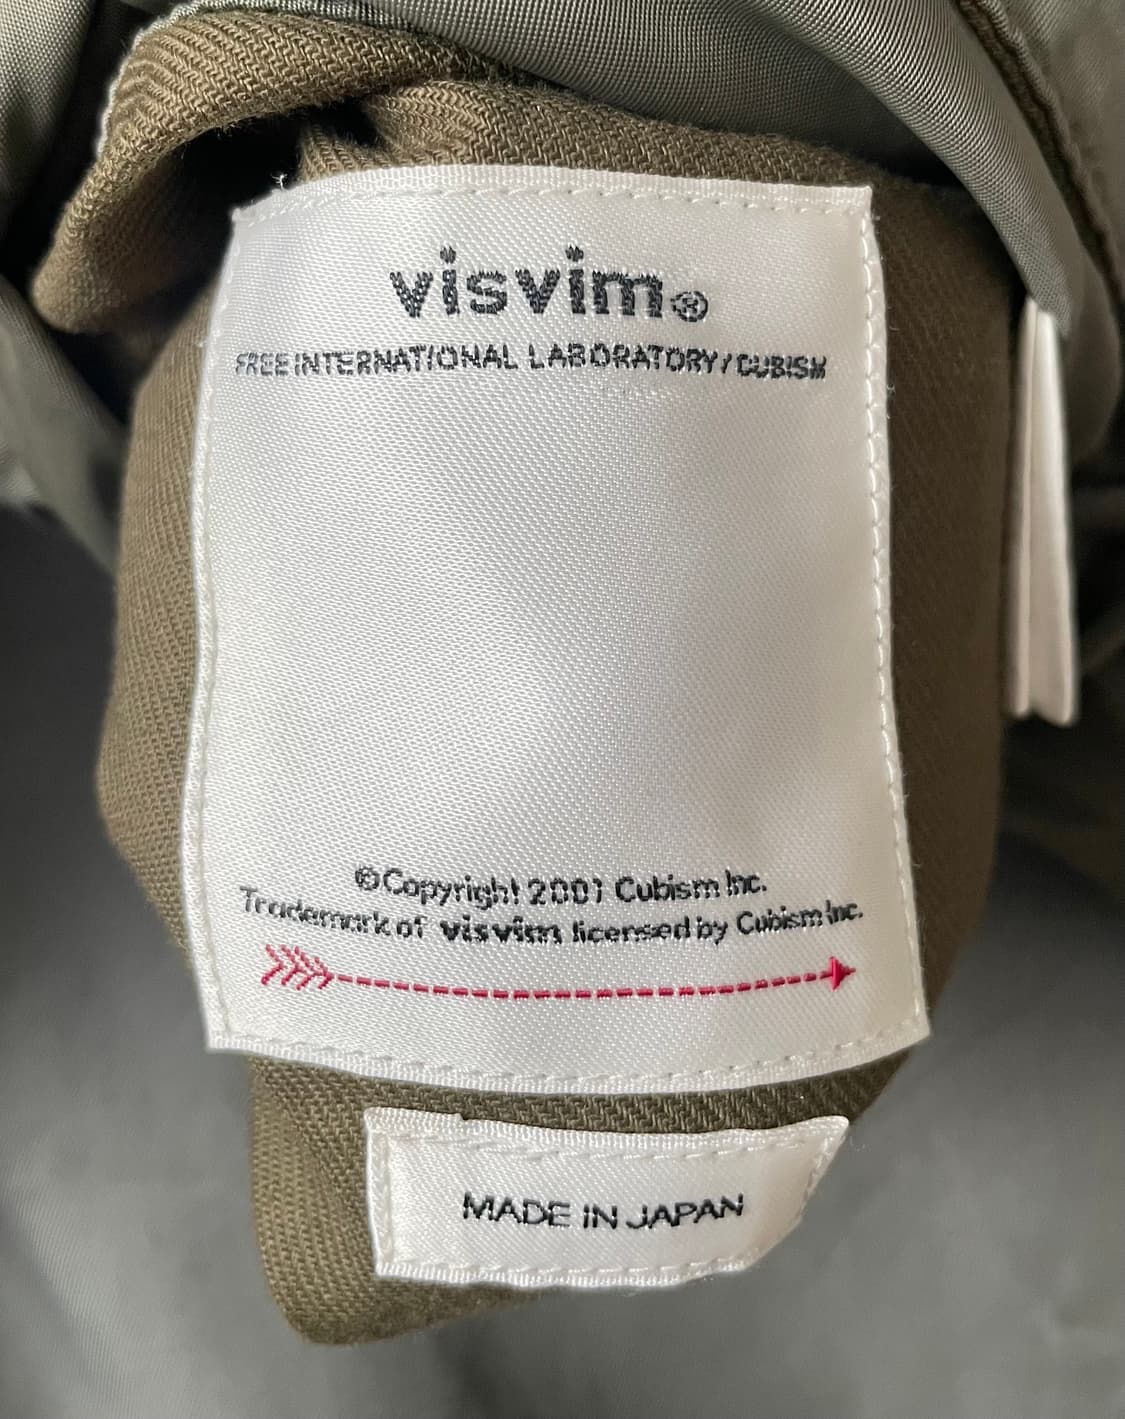 visvim®
FREE INTERNATIONAL LABORATORY / CUBISM
©Copyright 2001 Cubism Inc.
Trademark of visvim licensed by Cubism Inc.
MADE IN JAPAN